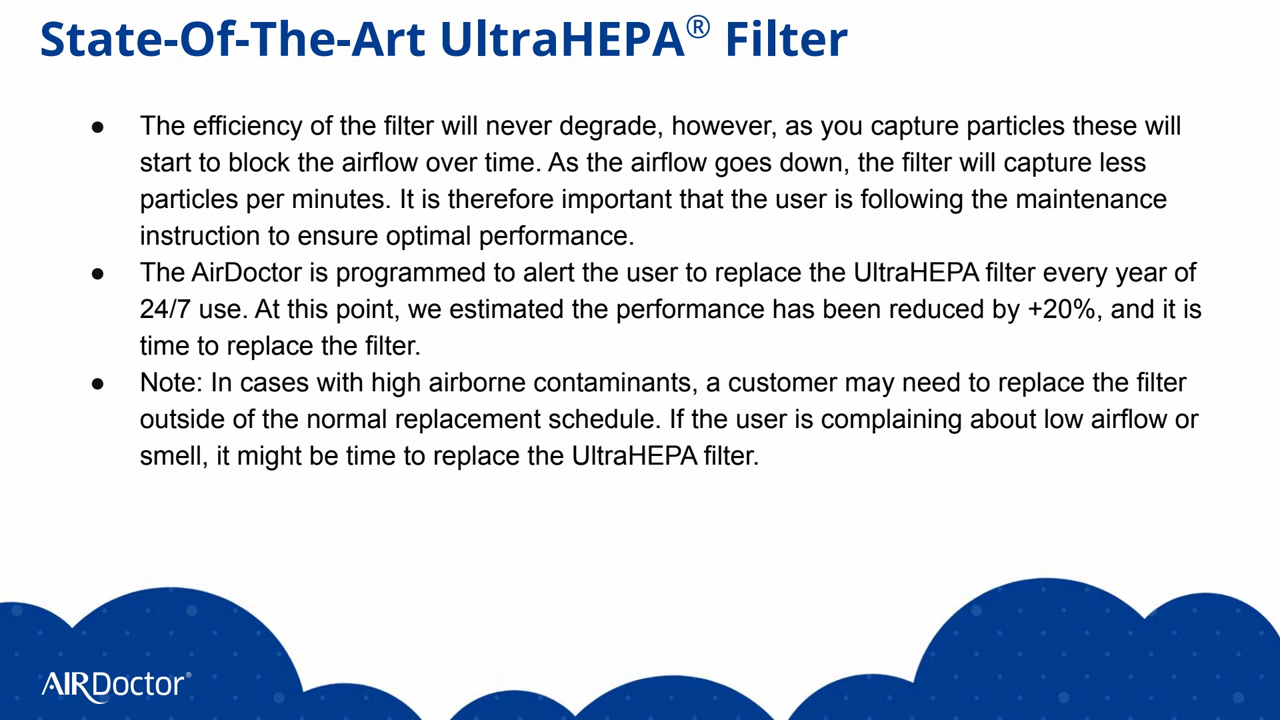 State-Of-The-Art UltraHEPA® Filter
● The efficiency of the filter will never degrade, however, as you capture particles these will
start to block the airflow over time. As the airflow goes down, the filter will capture less
particles per minutes. It is therefore important that the user is following the maintenance
instruction to ensure optimal performance.
● The AirDoctor is programmed to alert the user to replace the UltraHEPA filter every year of
24/7 use. At this point, we estimated the performance has been reduced by +20%, and it is
time to replace the filter.
● Note: In cases with high airborne contaminants, a customer may need to replace the filter
outside of the normal replacement schedule. If the user is complaining about low airflow or
smell, it might be time to replace the UltraHEPA filter.
AIRDoctor®